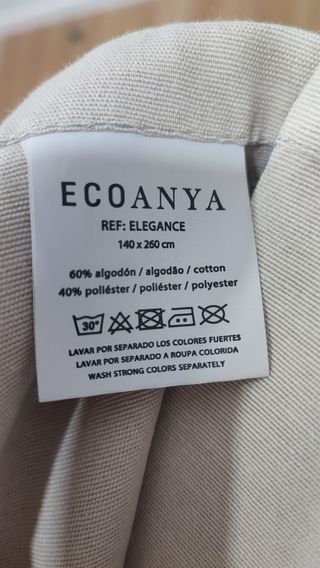 ECOANYA
REF: ELEGANCE
140 x 260 cm
60% algodón / algodão / cotton
40% poliéster / poliéster / polyester
30°
LAVAR POR SEPARADO LOS COLORES FUERTES
LAVAR POR SEPARADO A ROUPA COLORIDA
WASH STRONG COLORS SEPARATELY